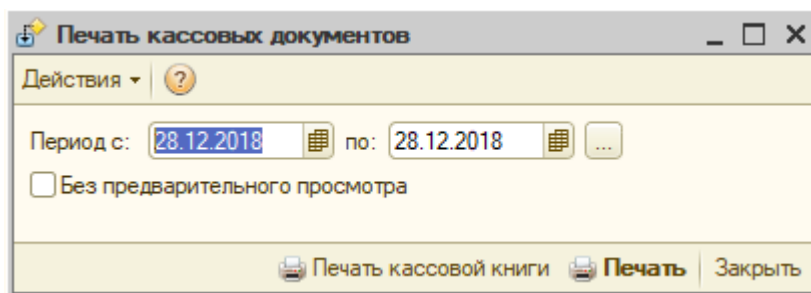 Печать кассовых документов
Действия
?
Период с: 28.12.2018 по: 28.12.2018 ...
Без предварительного просмотра
Печать кассовой книги Печать Закрыть